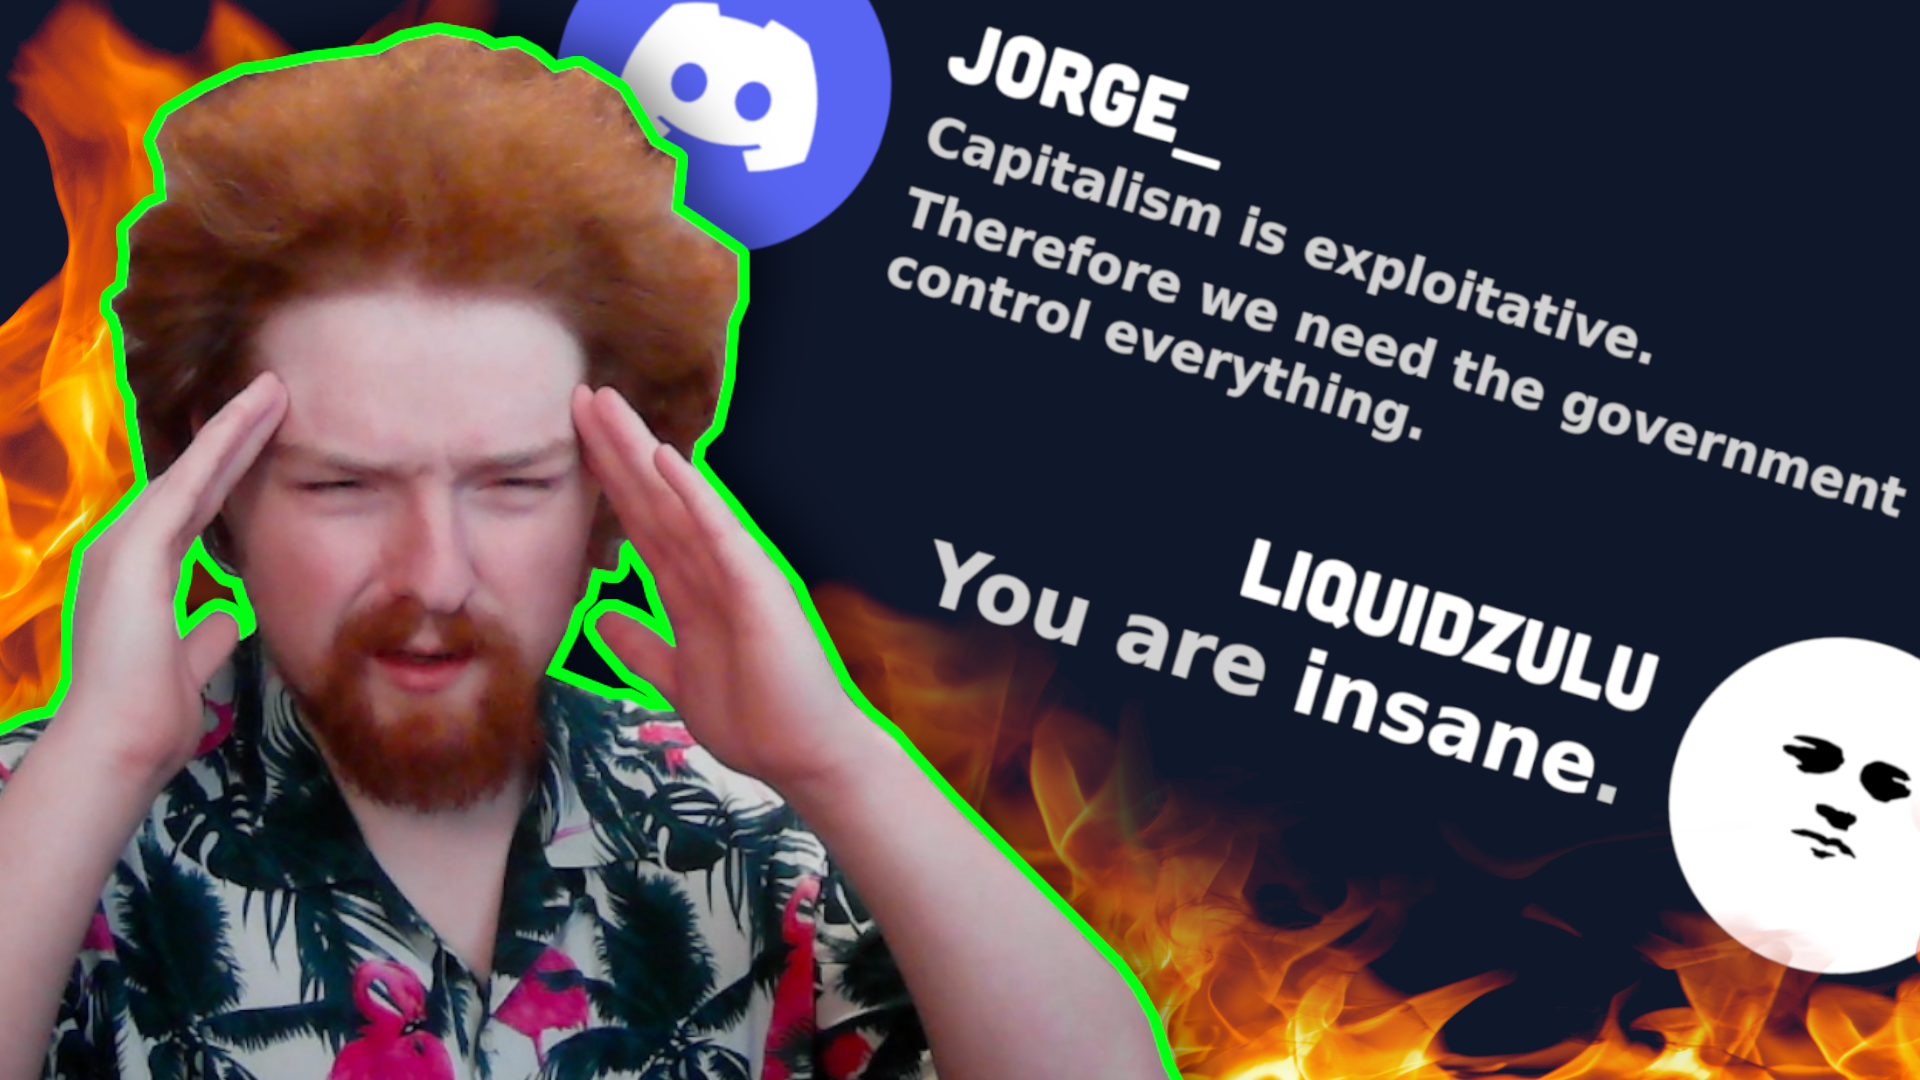 JORGE_
Capitalism is exploitative.
Therefore we need the government
control everything.
LIQUIDZULU
You are insane.